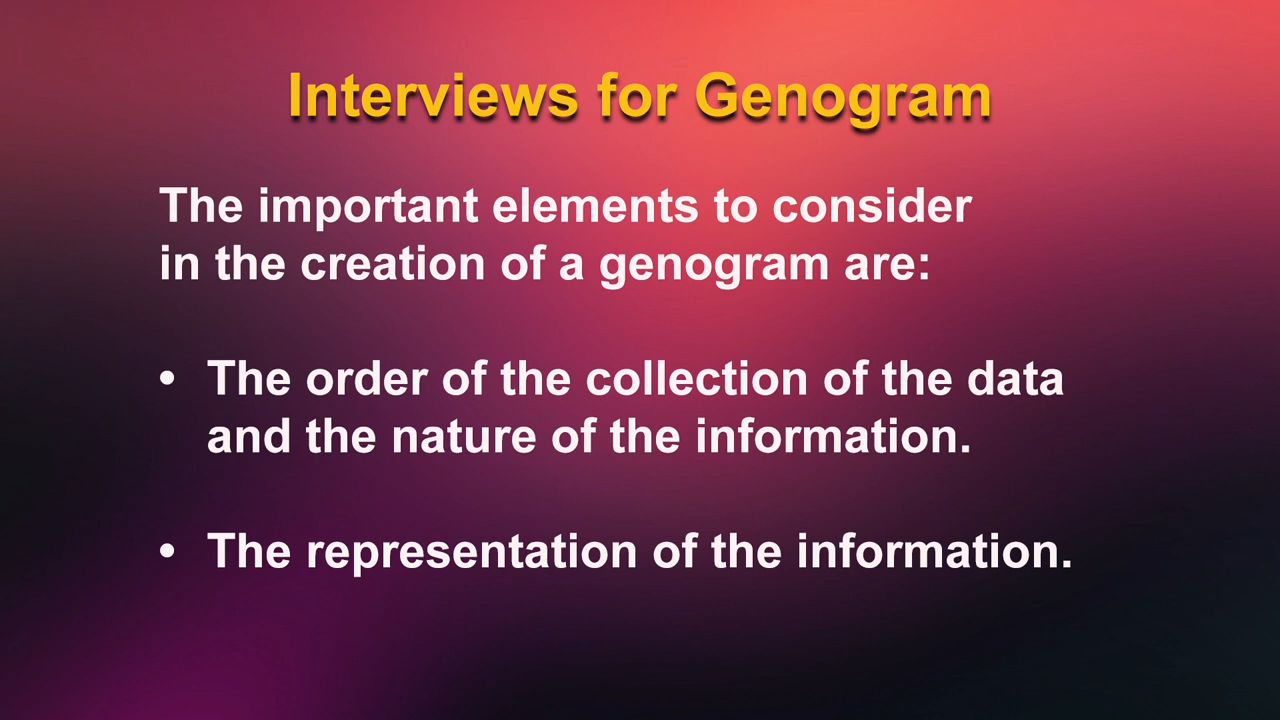 Interviews for Genogram
The important elements to consider
in the creation of a genogram are:
• The order of the collection of the data
and the nature of the information.
• The representation of the information.